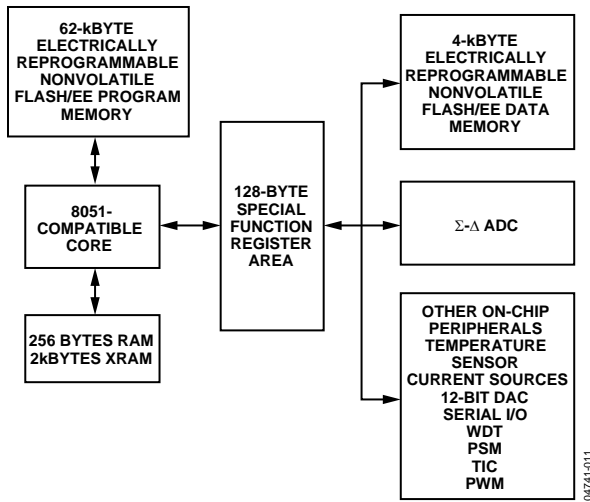 62-kBYTE
ELECTRICALLY
REPROGRAMMABLE
NONVOLATILE
FLASH/EE PROGRAM
MEMORY
8051-
COMPATIBLE
CORE
256 BYTES RAM
2kBYTES XRAM
128-BYTE
SPECIAL
FUNCTION
REGISTER
AREA
4-kBYTE
ELECTRICALLY
REPROGRAMMABLE
NONVOLATILE
FLASH/EE DATA
MEMORY
Σ-Δ ADC
OTHER ON-CHIP
PERIPHERALS
TEMPERATURE
SENSOR
CURRENT SOURCES
12-BIT DAC
SERIAL I/O
WDT
PSM
TIC
PWM
04741-011